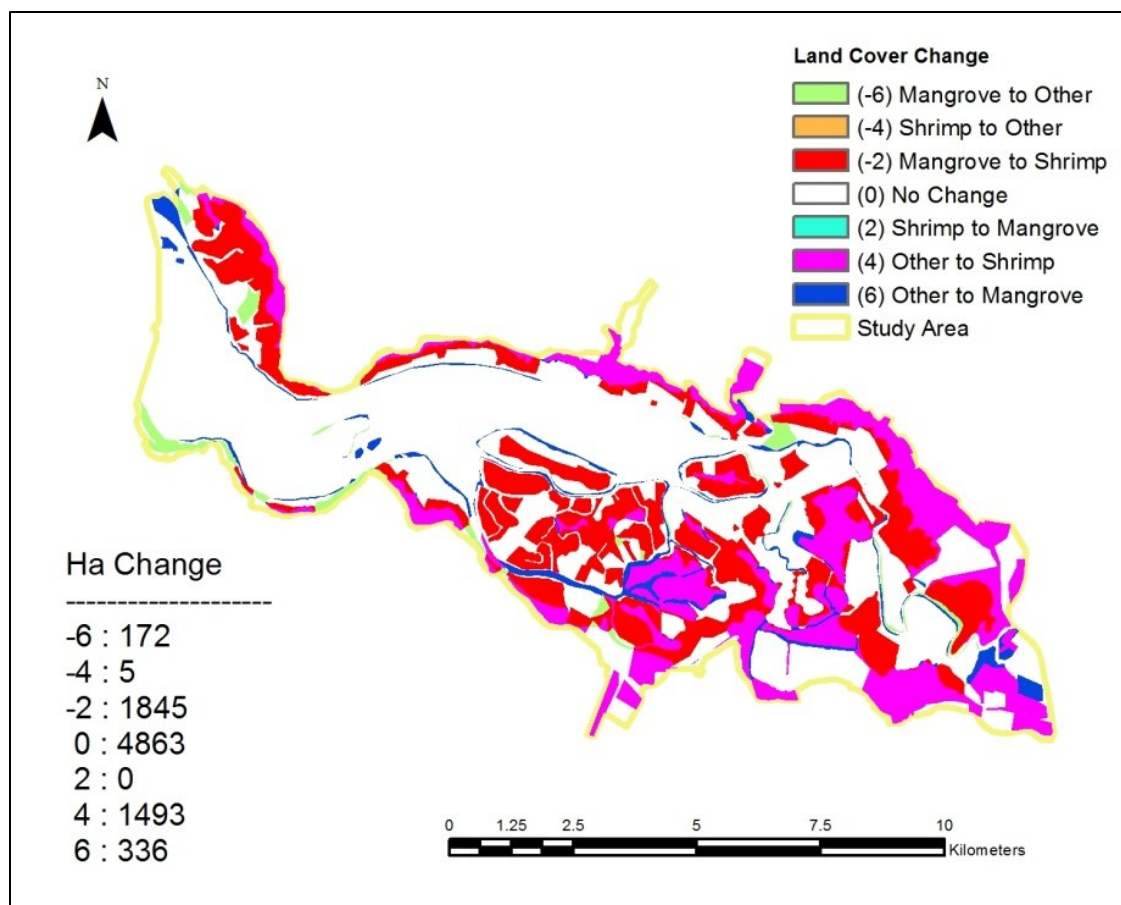 Land Cover Change
(-6) Mangrove to Other
(-4) Shrimp to Other
(-2) Mangrove to Shrimp
(0) No Change
(2) Shrimp to Mangrove
(4) Other to Shrimp
(6) Other to Mangrove
Study Area
N
Ha Change
---------------------
-6 : 172
-4 : 5
-2 : 1845
0 : 4863
2 : 0
4 : 1493
6 : 336
0 1.25 2.5 5 7.5 10
Kilometers